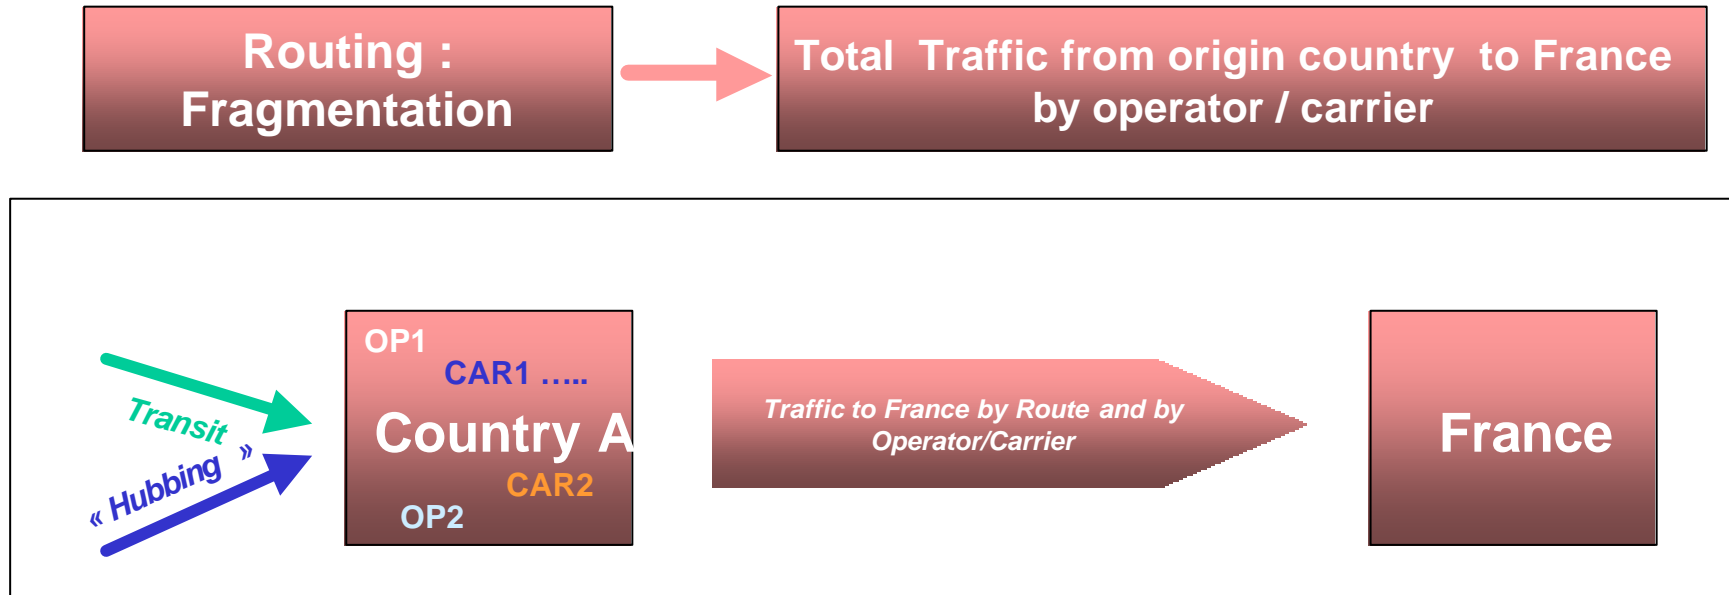 Routing :
Fragmentation
Total Traffic from origin country to France
by operator / carrier
OP1
CAR1 …..
Transit
Country A
Traffic to France by Route and by
Operator/Carrier
France
« Hubbing »
CAR2
OP2